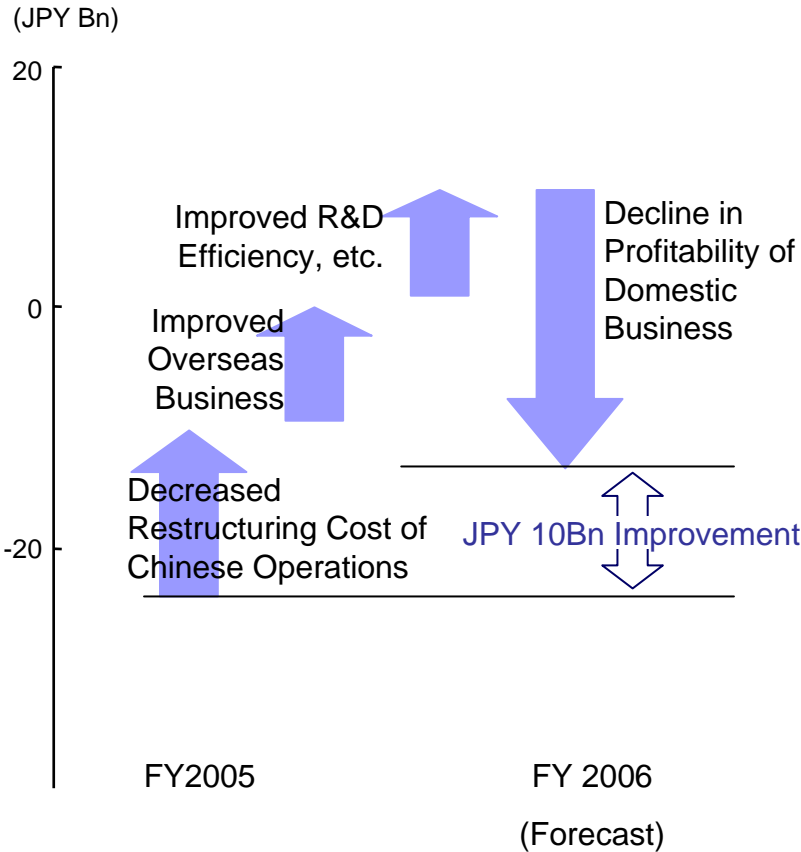 (JPY Bn)
20
Improved R&D
Efficiency, etc.
Decline in
Profitability of
Domestic
Business
0
Improved
Overseas
Business
Decreased
Restructuring Cost of
Chinese Operations
JPY 10Bn Improvement
-20
FY2005
FY 2006
(Forecast)